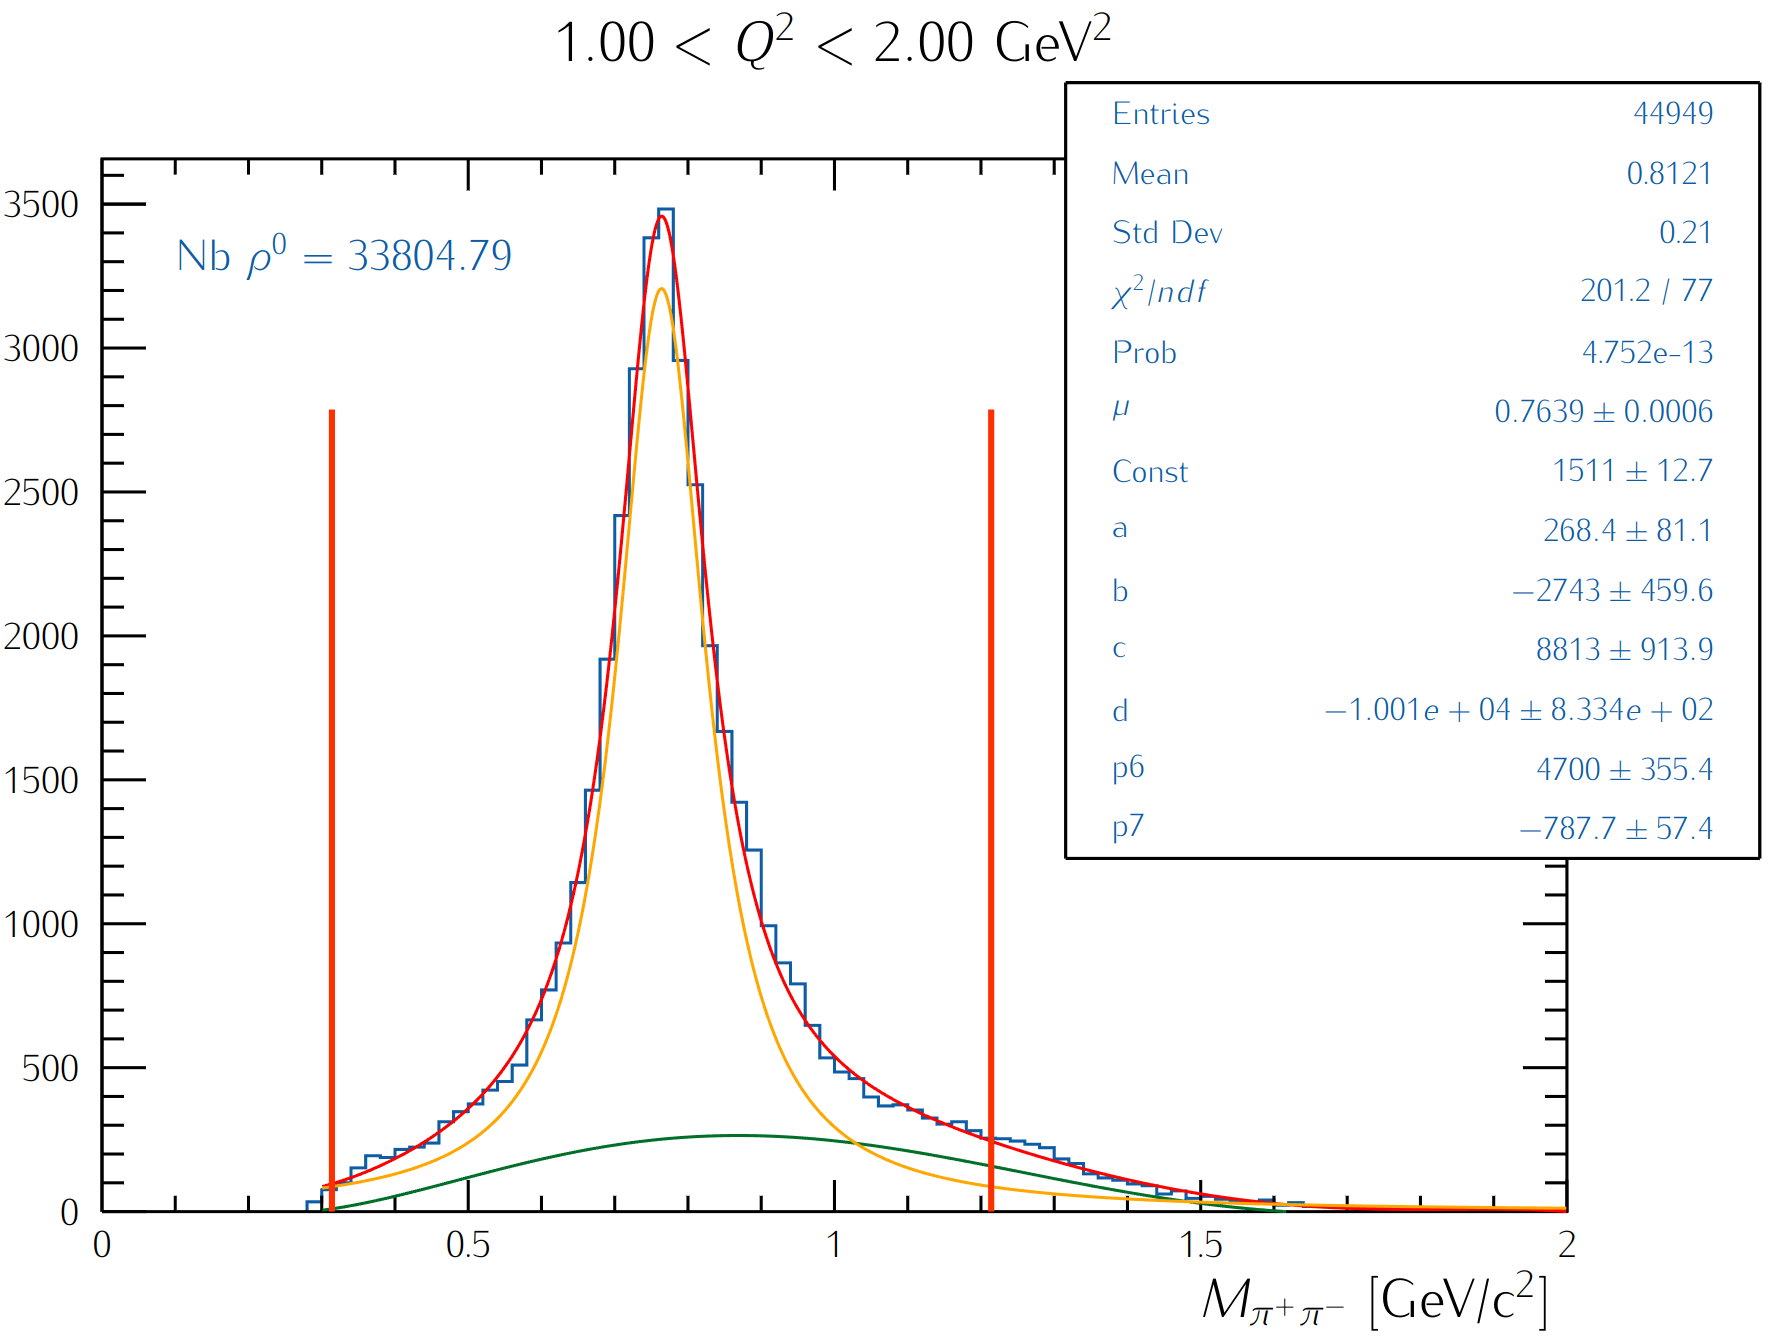 1.00 < Q² < 2.00 GeV²
Entries 44949
Mean 0.8121
Std Dev 0.21
χ²/ndf 201.2 / 77
Prob 4.752e-13
μ 0.7639 ± 0.0006
Const 1511 ± 12.7
a 268.4 ± 81.1
b −2743 ± 459.6
c 8813 ± 913.9
d −1.001e + 04 ± 8.334e + 02
p6 4700 ± 355.4
p7 −787.7 ± 57.4
Nb ρ⁰ = 33804.79
3500
3000
2500
2000
1500
1000
500
0
0 0.5 1 1.5 2
Mπ⁺π⁻ [GeV/c²]